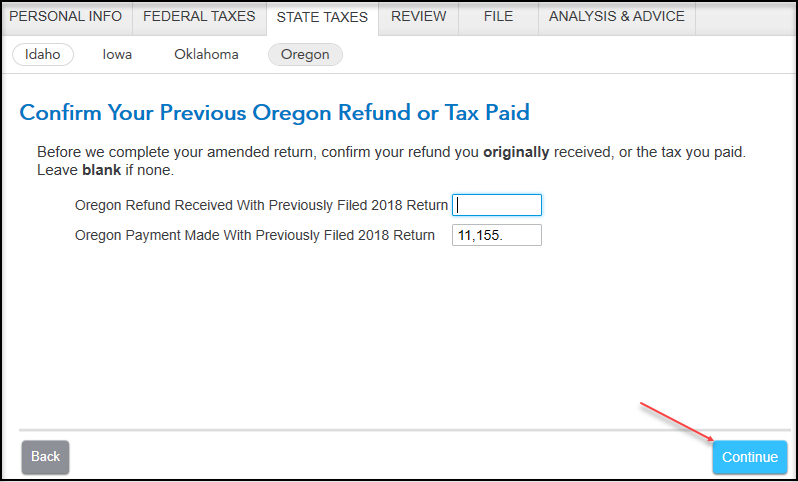 PERSONAL INFO FEDERAL TAXES STATE TAXES REVIEW FILE ANALYSIS & ADVICE
Idaho Iowa Oklahoma Oregon
Confirm Your Previous Oregon Refund or Tax Paid
Before we complete your amended return, confirm your refund you originally received, or the tax you paid.
Leave blank if none.
Oregon Refund Received With Previously Filed 2018 Return
Oregon Payment Made With Previously Filed 2018 Return 11,155.
Back Continue